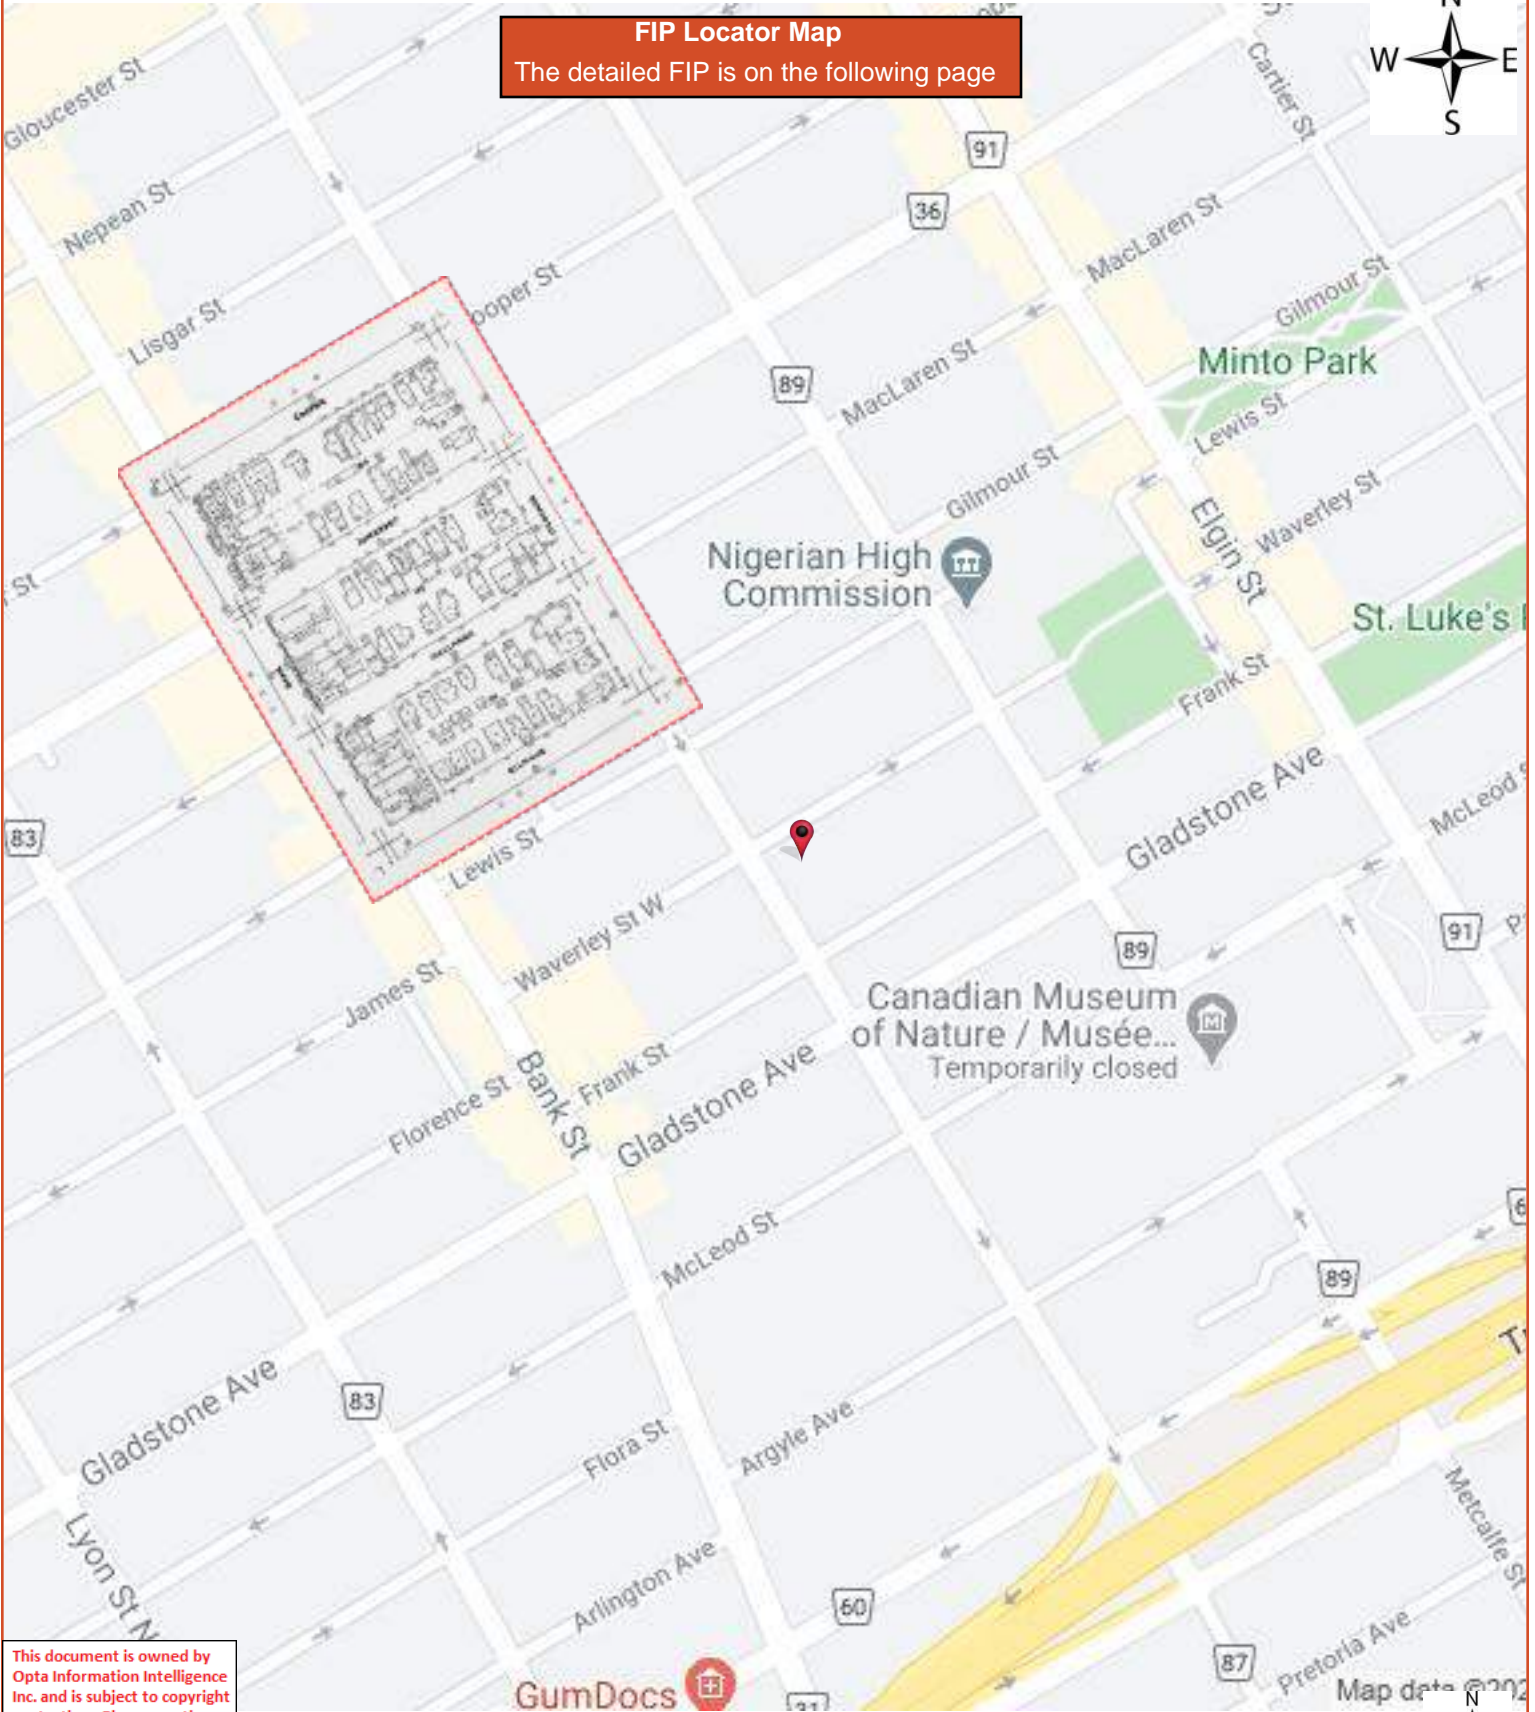 FIP Locator Map
The detailed FIP is on the following page
N
W
E
S
Gloucester St
Cartier St
91
Nepean St
36
MacLaren St
Lisgar St
ooper St
Gilmour St
Minto Park
89
MacLaren St
Lewis St
Gilmour St
Elgin St
Waverley St
Nigerian High
Commission
St
St. Luke's
Frank St
Gladstone Ave
McLeod
83
Lewis St
Waverley St W
91
89
James St
Canadian Museum
of Nature / Musée...
Temporarily closed
Bank St
Frank St
Gladstone Ave
Florence St
McLeod St
89
Gladstone Ave
83
Flora St
Argyle Ave
Lyon St N
Metcalfe St
Arlington Ave
60
87
Pretoria Ave
GumDocs
31
Map data ©202
N
This document is owned by
Opta Information Intelligence
Inc. and is subject to copyright